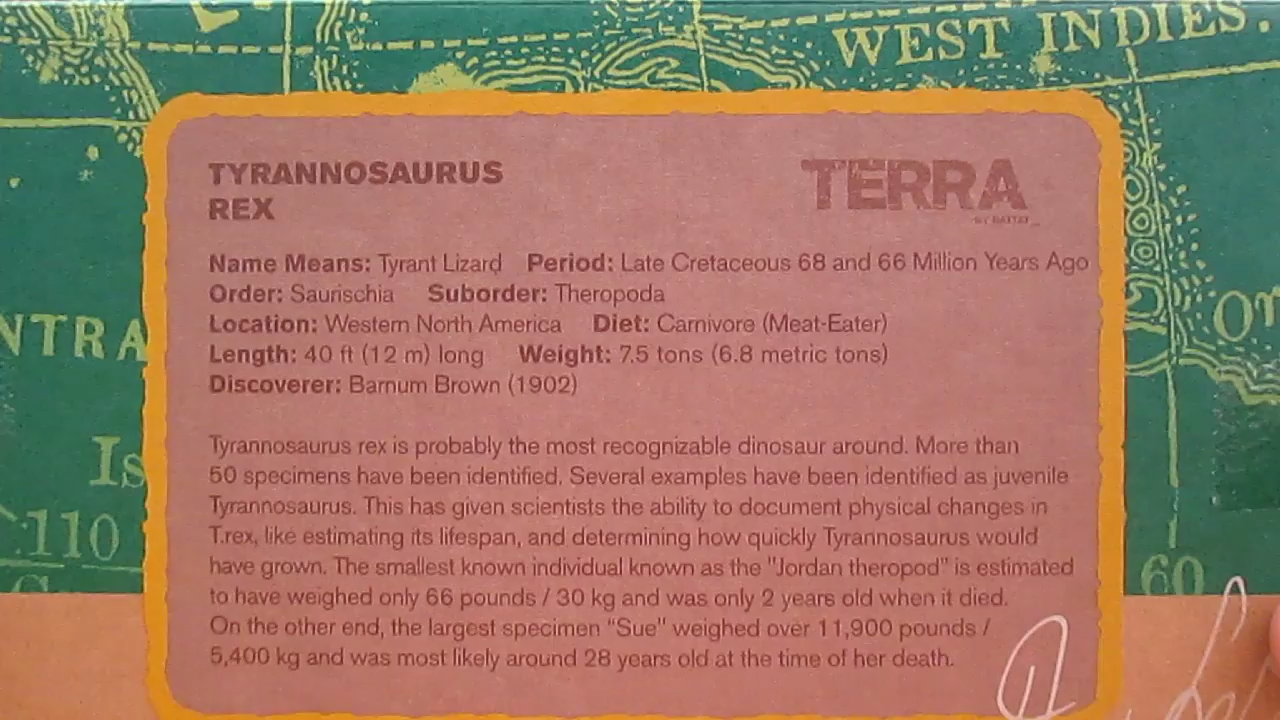 WEST INDIES.
TYRANNOSAURUS
REX
TERRA
BY BATTAT
Name Means: Tyrant Lizard Period: Late Cretaceous 68 and 66 Million Years Ago
Order: Saurischia Suborder: Theropoda
Location: Western North America Diet: Carnivore (Meat-Eater)
Length: 40 ft (12 m) long Weight: 7.5 tons (6.8 metric tons)
Discoverer: Barnum Brown (1902)
NTRA
Is
110
60
Tyrannosaurus rex is probably the most recognizable dinosaur around. More than
50 specimens have been identified. Several examples have been identified as juvenile
Tyrannosaurus. This has given scientists the ability to document physical changes in
T.rex, like estimating its lifespan, and determining how quickly Tyrannosaurus would
have grown. The smallest known individual known as the "Jordan theropod" is estimated
to have weighed only 66 pounds / 30 kg and was only 2 years old when it died.
On the other end, the largest specimen "Sue" weighed over 11,900 pounds /
5,400 kg and was most likely around 28 years old at the time of her death.